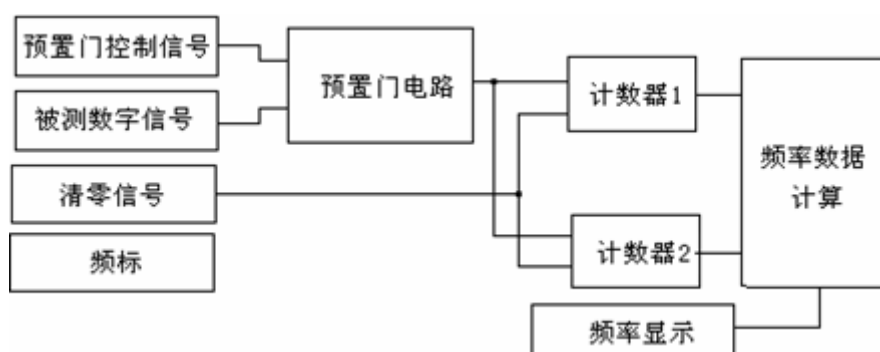 预置门控制信号
被测数字信号
清零信号
频标
预置门电路
计数器1
计数器2
频率数据
计算
频率显示